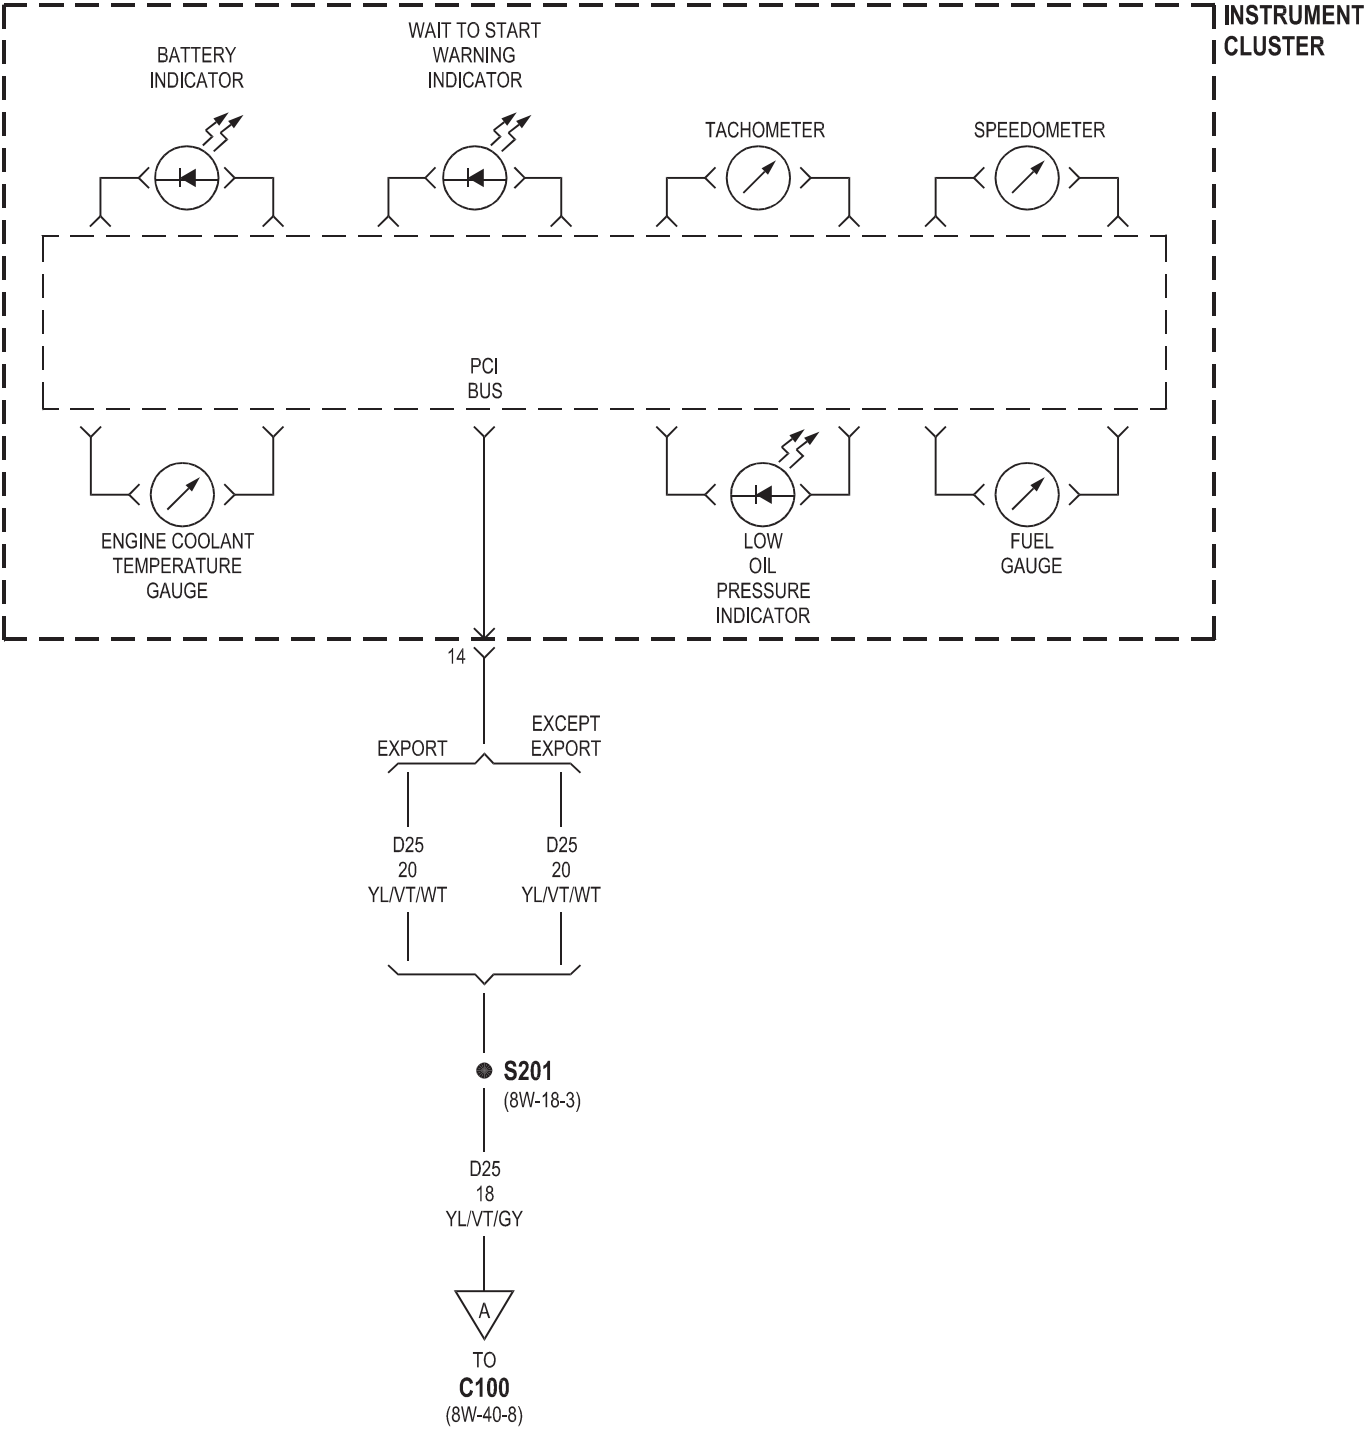 INSTRUMENT
CLUSTER
BATTERY
INDICATOR
WAIT TO START
WARNING
INDICATOR
TACHOMETER
SPEEDOMETER
PCI
BUS
ENGINE COOLANT
TEMPERATURE
GAUGE
LOW
OIL
PRESSURE
INDICATOR
FUEL
GAUGE
14
EXPORT
EXCEPT
EXPORT
D25
20
YL/VT/WT
D25
20
YL/VT/WT
S201
(8W-18-3)
D25
18
YL/VT/GY
A
TO
C100
(8W-40-8)